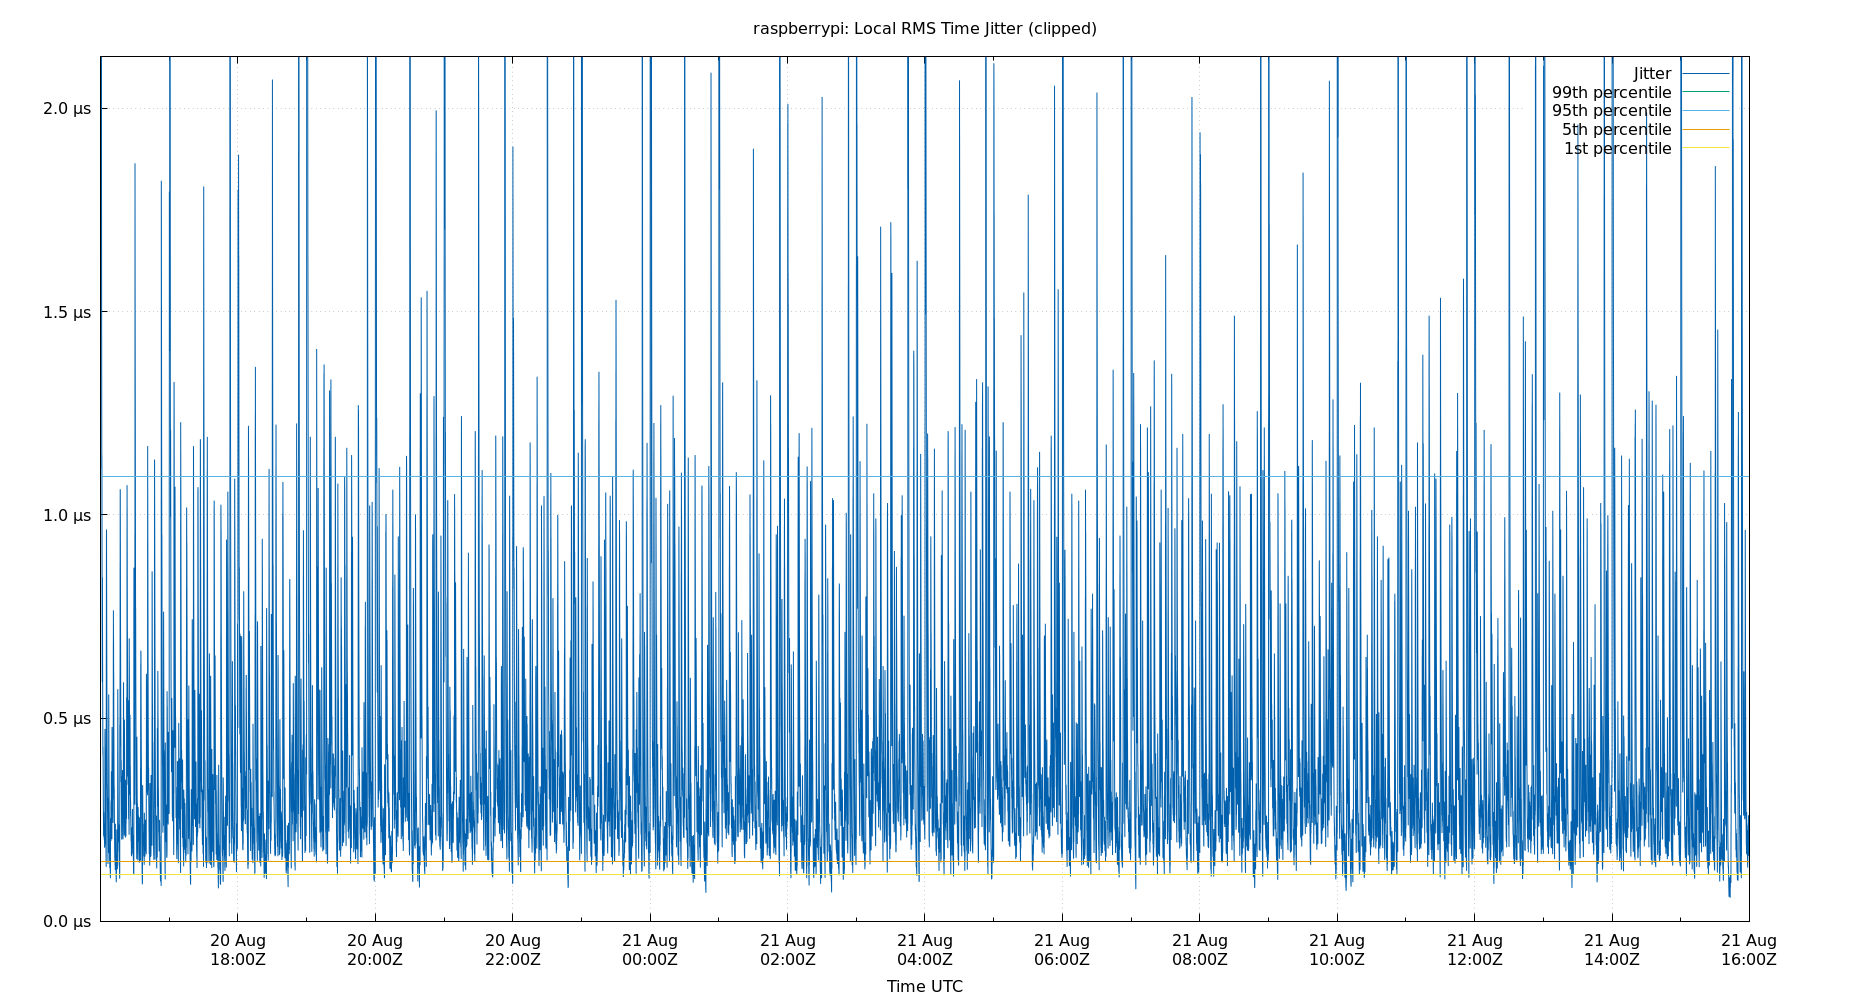 raspberrypi: Local RMS Time Jitter (clipped)
Jitter
99th percentile
95th percentile
5th percentile
1st percentile
2.0 µs
1.5 µs
1.0 µs
0.5 µs
0.0 µs
20 Aug 20 Aug 20 Aug 21 Aug 21 Aug 21 Aug 21 Aug 21 Aug 21 Aug 21 Aug 21 Aug 21 Aug
18:00Z 20:00Z 22:00Z 00:00Z 02:00Z 04:00Z 06:00Z 08:00Z 10:00Z 12:00Z 14:00Z 16:00Z
Time UTC